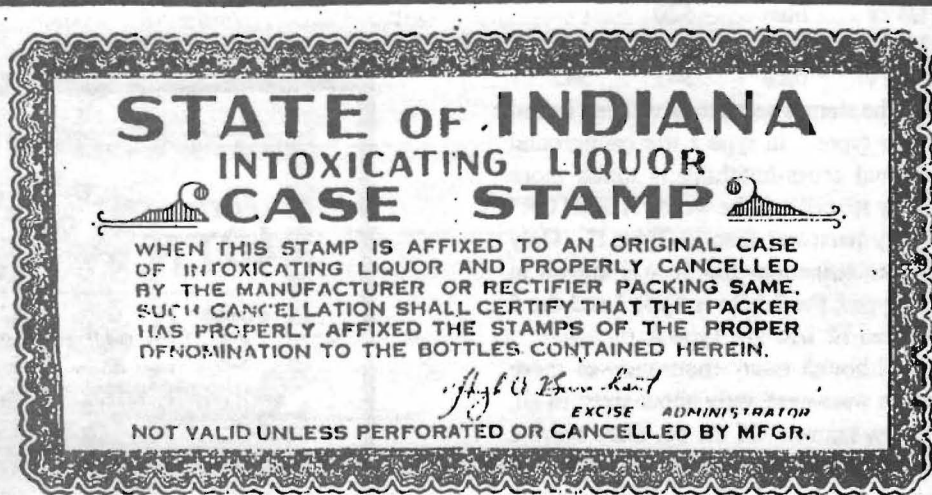 STATE OF INDIANA
INTOXICATING LIQUOR
CASE STAMP
WHEN THIS STAMP IS AFFIXED TO AN ORIGINAL CASE
OF INTOXICATING LIQUOR AND PROPERLY CANCELLED
BY THE MANUFACTURER OR RECTIFIER PACKING SAME.
SUCH CANCELLATION SHALL CERTIFY THAT THE PACKER
HAS PROPERLY AFFIXED THE STAMPS OF THE PROPER
DENOMINATION TO THE BOTTLES CONTAINED HEREIN.
EXCISE ADMINISTRATOR
NOT VALID UNLESS PERFORATED OR CANCELLED BY MFGR.